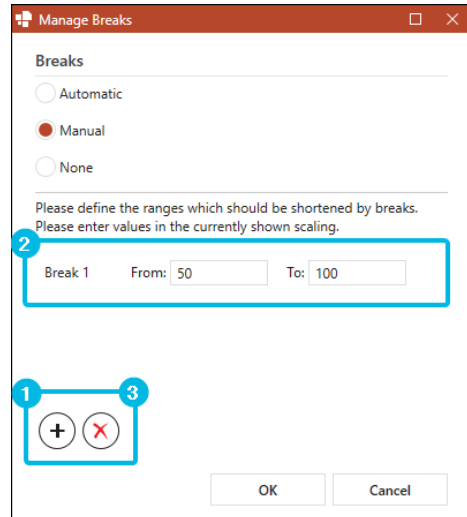 Manage Breaks
Breaks
Automatic
Manual
None
Please define the ranges which should be shortened by breaks.
Please enter values in the currently shown scaling.
2
Break 1 From: 50 To: 100
1 3
OK Cancel